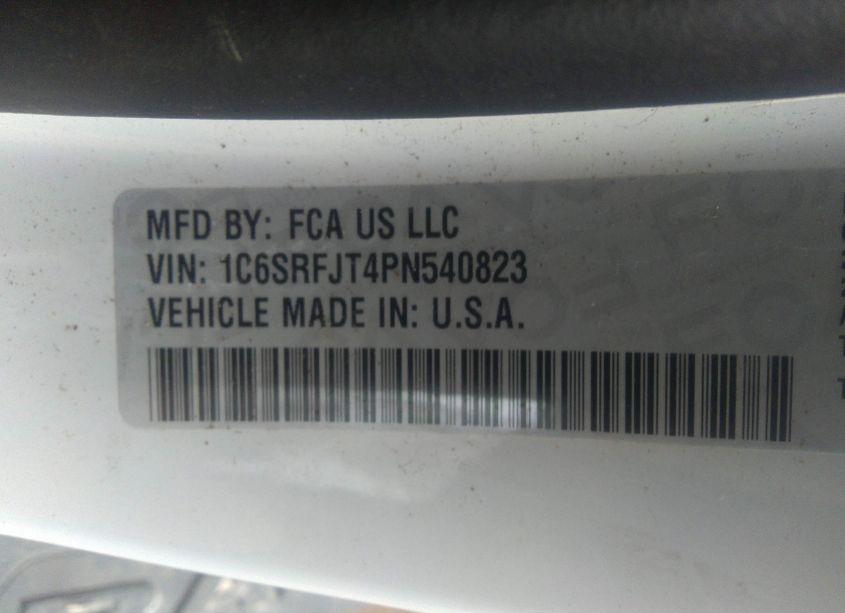 MFD BY: FCA US LLC
VIN: 1C6SRFJT4PN540823
VEHICLE MADE IN: U.S.A.